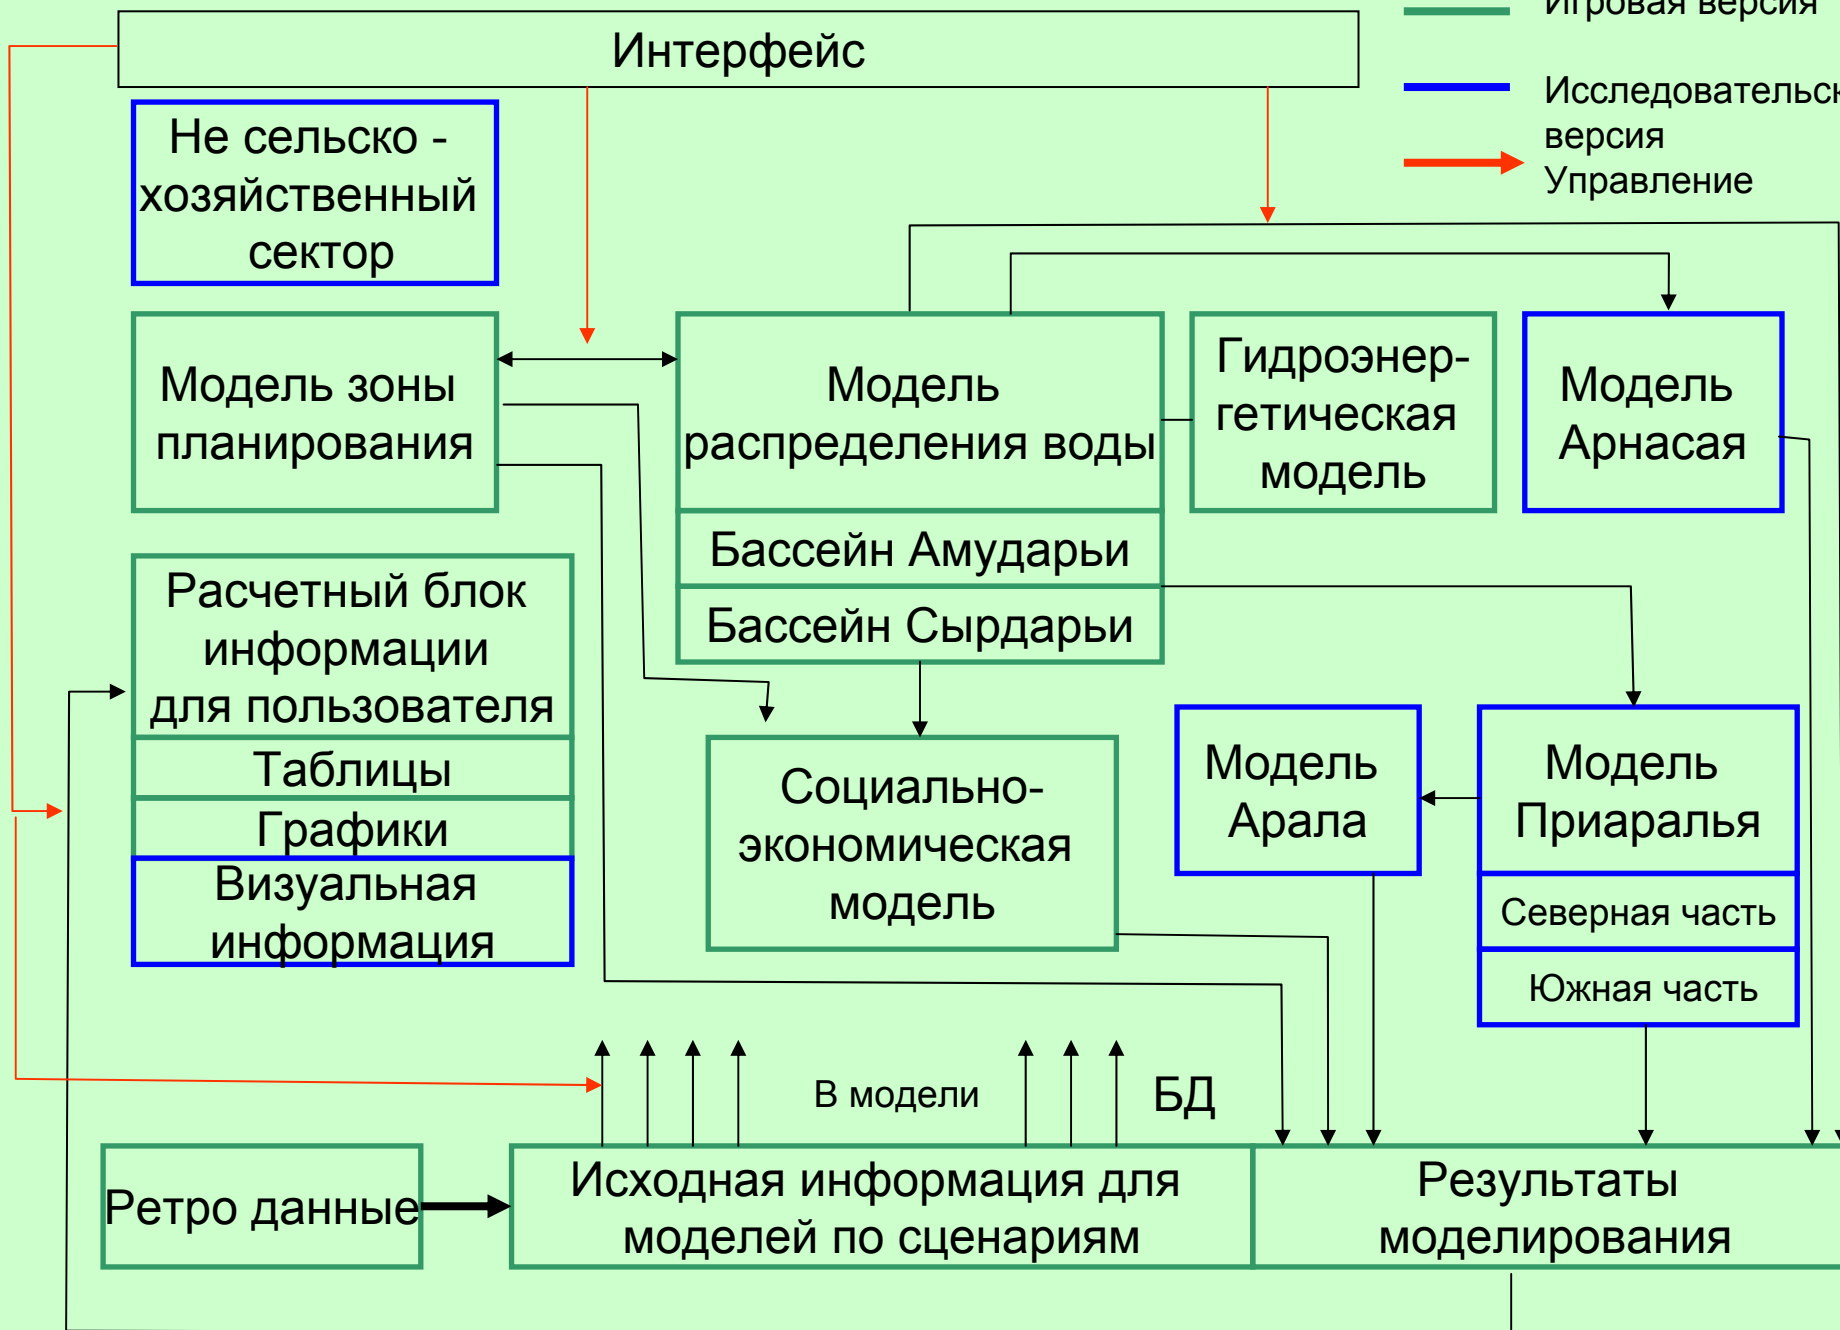 Игровая версия
Интерфейс
Исследовательск
версия
Управление
Не сельско -
хозяйственный
сектор
Модель зоны
планирования
Модель
распределения воды
Бассейн Амударьи
Бассейн Сырдарьи
Гидроэнер-
гетическая
модель
Модель
Арнасая
Расчетный блок
информации
для пользователя
Таблицы
Графики
Визуальная
информация
Социально-
экономическая
модель
Модель
Арала
Модель
Приаралья
Северная часть
Южная часть
В модели
БД
Ретро данные
Исходная информация для
моделей по сценариям
Результаты
моделирования